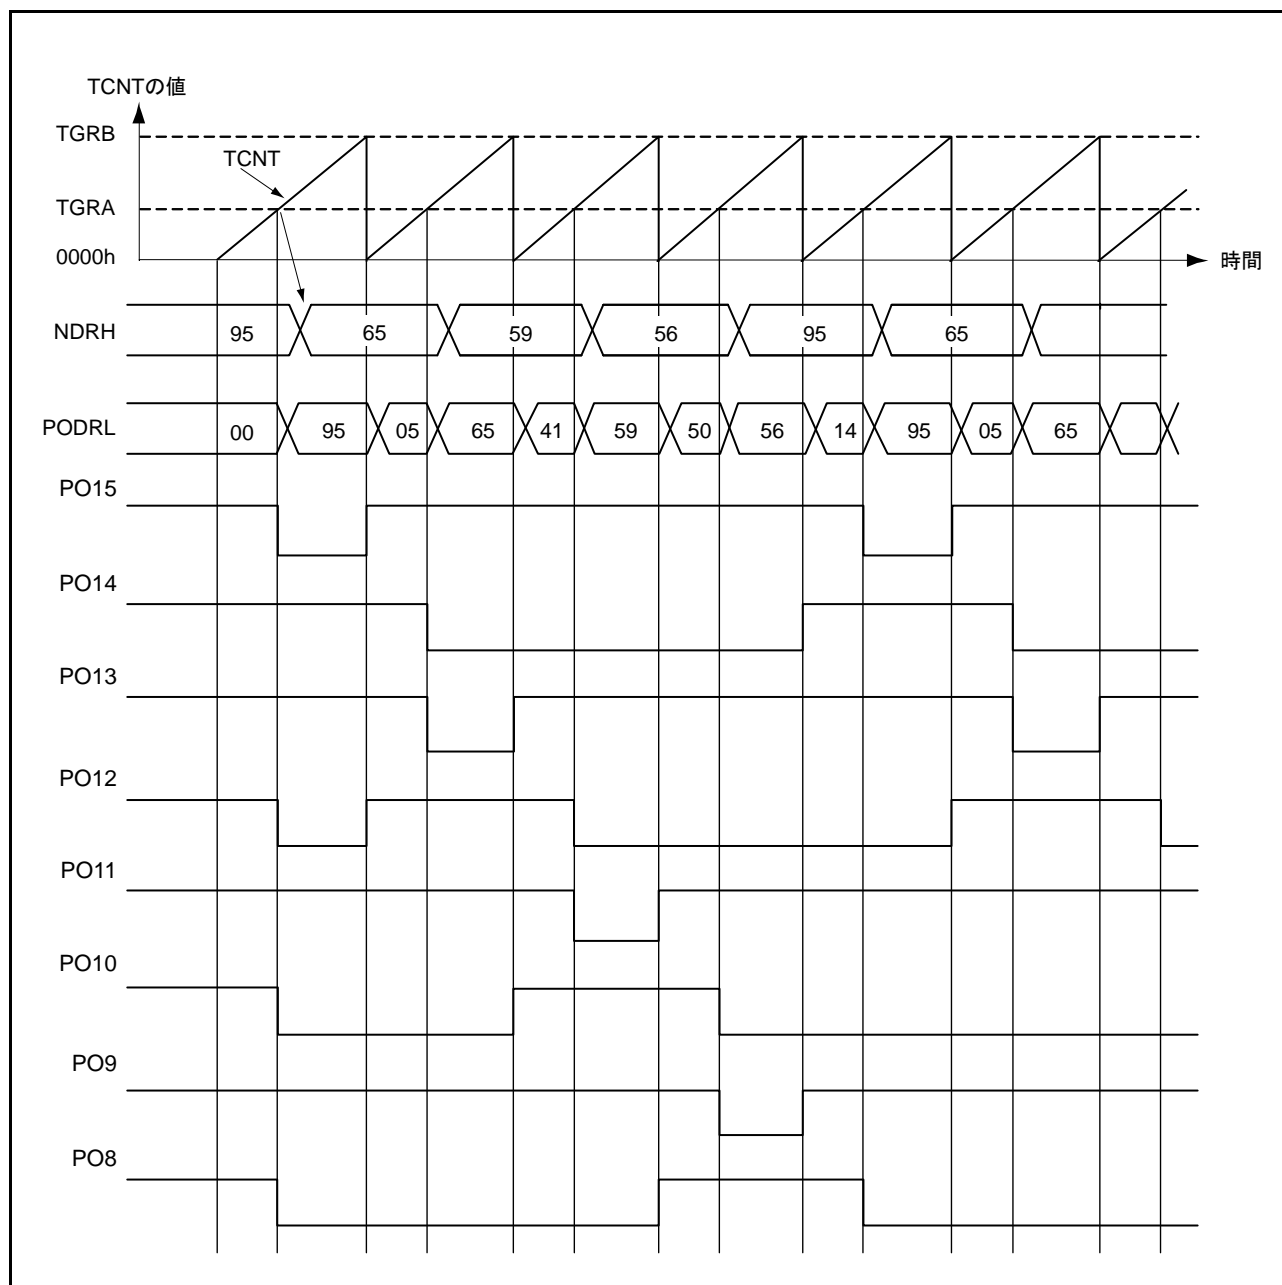 TCNTの値
TGRB
TCNT
TGRA
0000h
時間
NDRH 95 65 59 56 95 65
PODRL 00 95 05 65 41 59 50 56 14 95 05 65
PO15
PO14
PO13
PO12
PO11
PO10
PO9
PO8